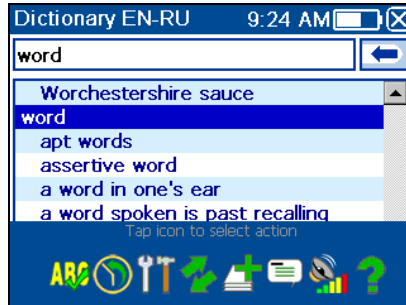 Dictionary EN-RU 9:24 AM
word
Worchestershire sauce
word
apt words
assertive word
a word in one's ear
a word spoken is past recalling
Tap icon to select action
ABC
?